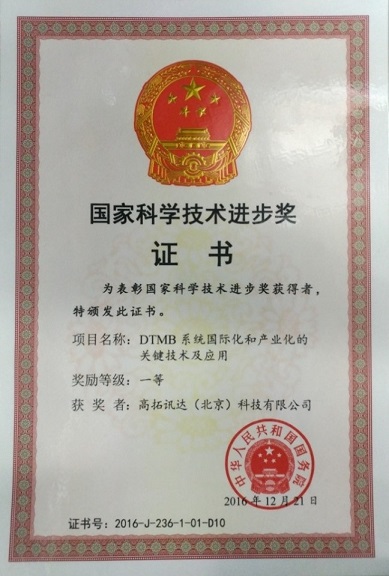 国家科学技术进步奖
证书
为表彰国家科学技术进步奖获得者，
特颁发此证书。
项目名称： DTMB 系统国际化和产业化的
关键技术及应用
奖励等级： 一等
获奖者： 高拓讯达（北京）科技有限公司
中华人民共和国国务院
2016 年 12 月 21 日
证书号：2016-J-236-1-01-D10